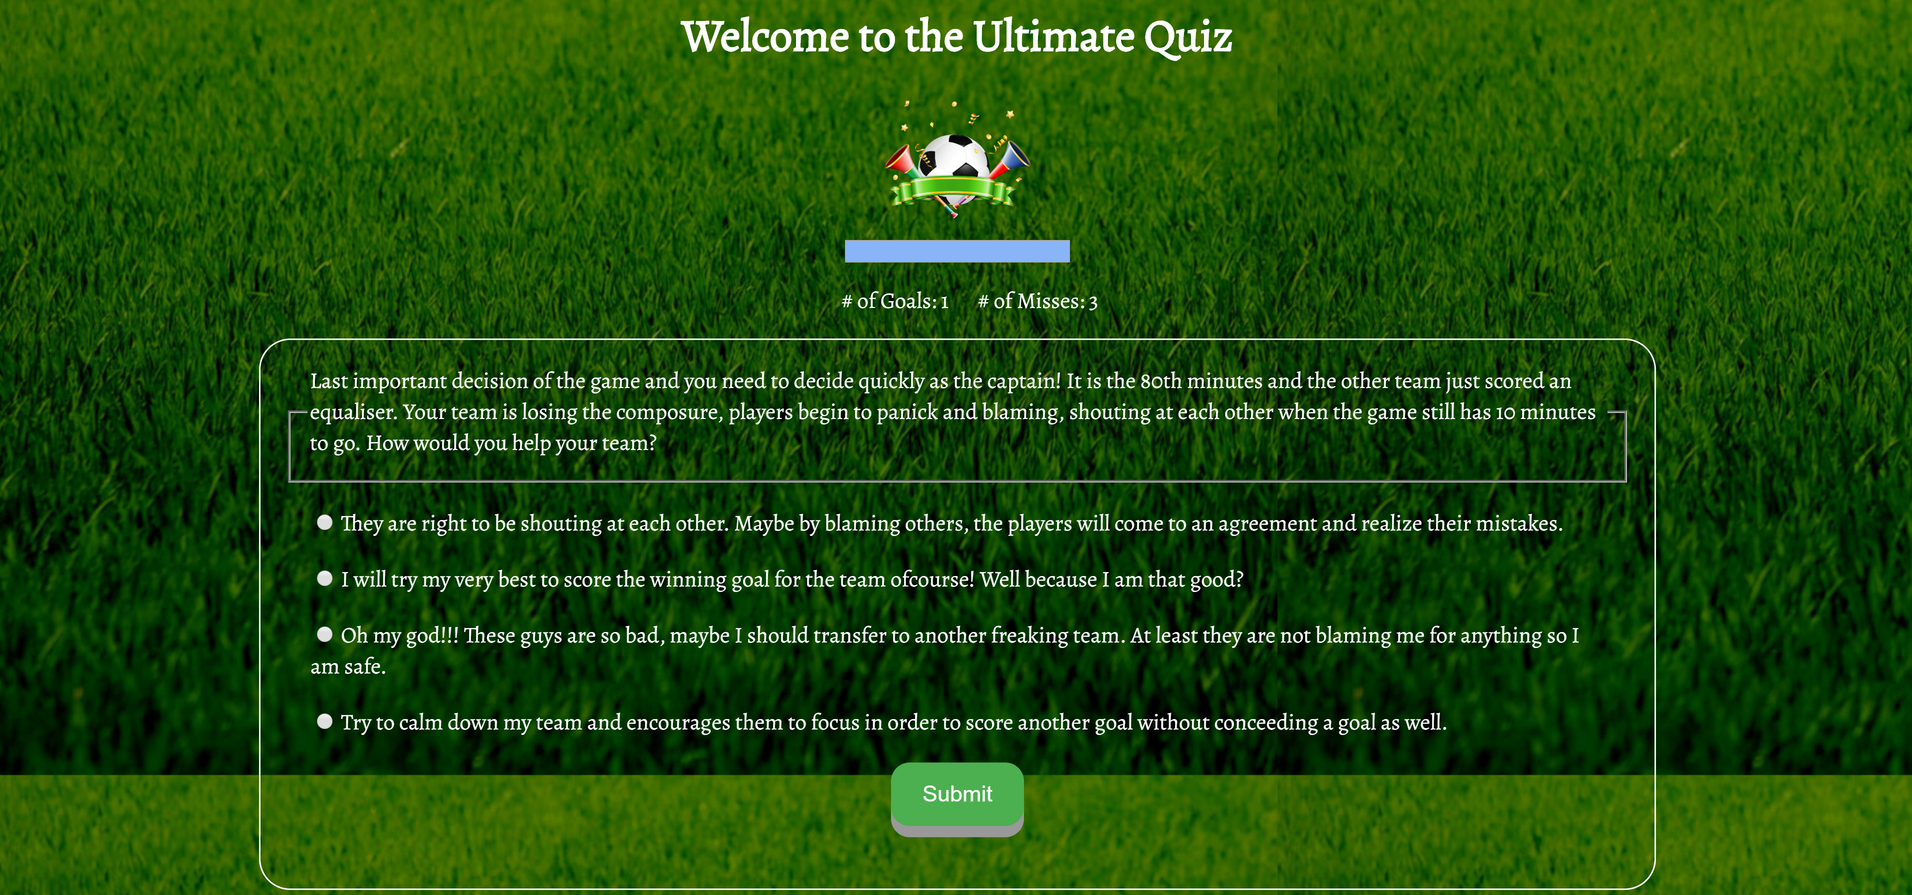 Welcome to the Ultimate Quiz
# of Goals: 1 # of Misses: 3
Last important decision of the game and you need to decide quickly as the captain! It is the 80th minutes and the other team just scored an
equaliser. Your team is losing the composure, players begin to panick and blaming, shouting at each other when the game still has 10 minutes
to go. How would you help your team?
They are right to be shouting at each other. Maybe by blaming others, the players will come to an agreement and realize their mistakes.
I will try my very best to score the winning goal for the team ofcourse! Well because I am that good?
Oh my god!!! These guys are so bad, maybe I should transfer to another freaking team. At least they are not blaming me for anything so I
am safe.
Try to calm down my team and encourages them to focus in order to score another goal without conceeding a goal as well.
Submit